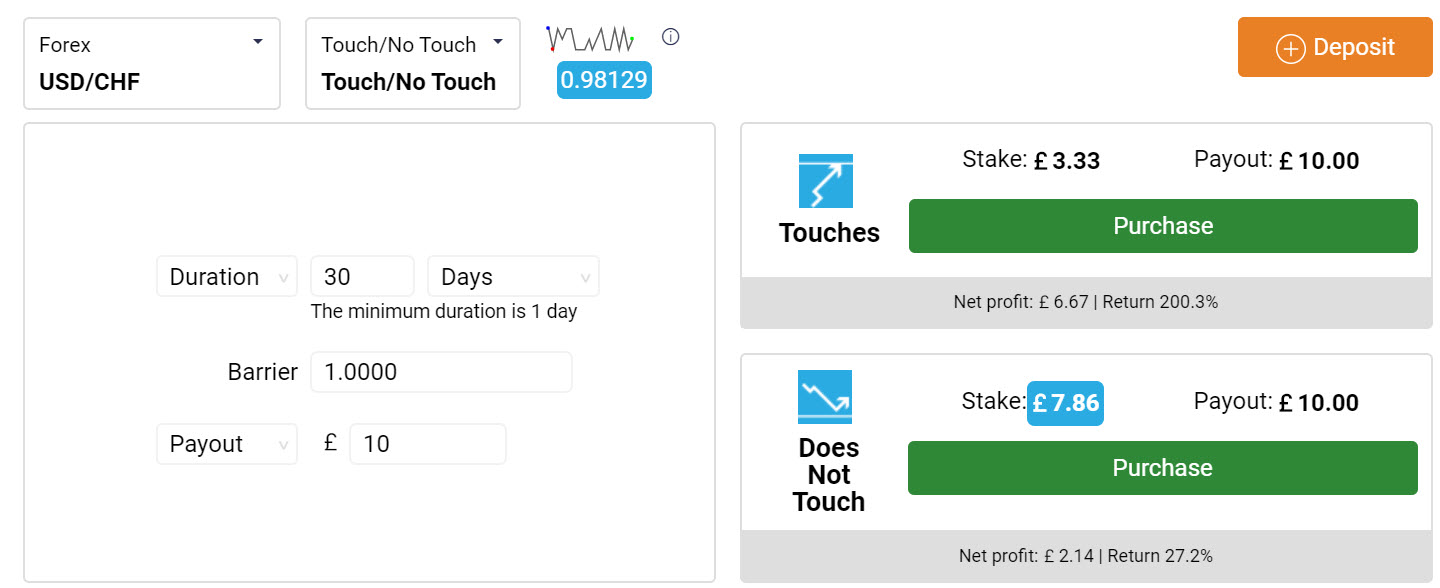 Forex
USD/CHF
Touch/No Touch
Touch/No Touch
0.98129
Deposit
Duration 30 Days
The minimum duration is 1 day
Barrier 1.0000
Payout £ 10
Stake: £ 3.33 Payout: £ 10.00
Touches
Purchase
Net profit: £ 6.67 | Return 200.3%
Stake: £ 7.86 Payout: £ 10.00
Does
Not
Touch
Purchase
Net profit: £ 2.14 | Return 27.2%